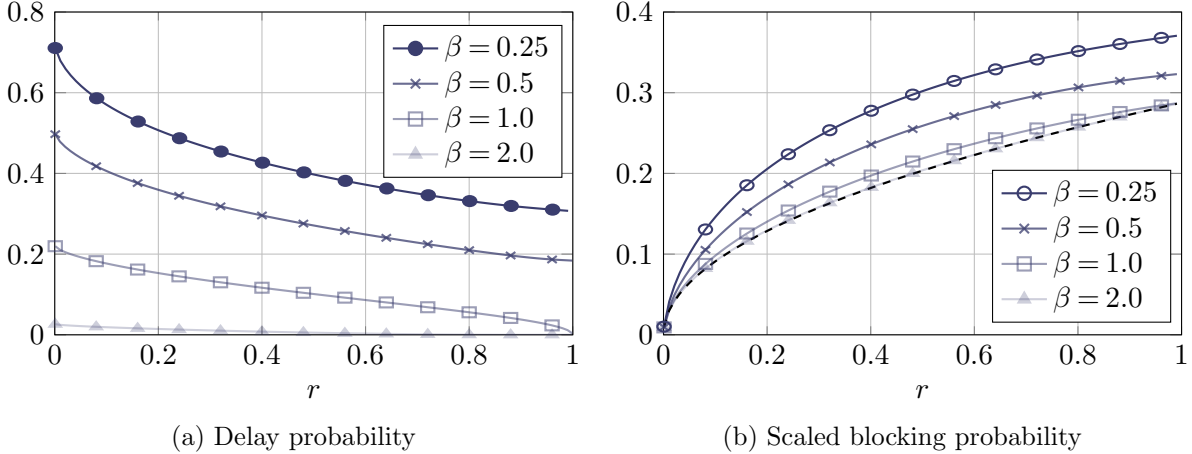 0.8
0.6
0.4
0.2
0
0
0.2
0.4
0.6
0.8
1
r
β = 0.25
β = 0.5
β = 1.0
β = 2.0
(a) Delay probability
0.4
0.3
0.2
0.1
0
0
0.2
0.4
0.6
0.8
1
r
β = 0.25
β = 0.5
β = 1.0
β = 2.0
(b) Scaled blocking probability